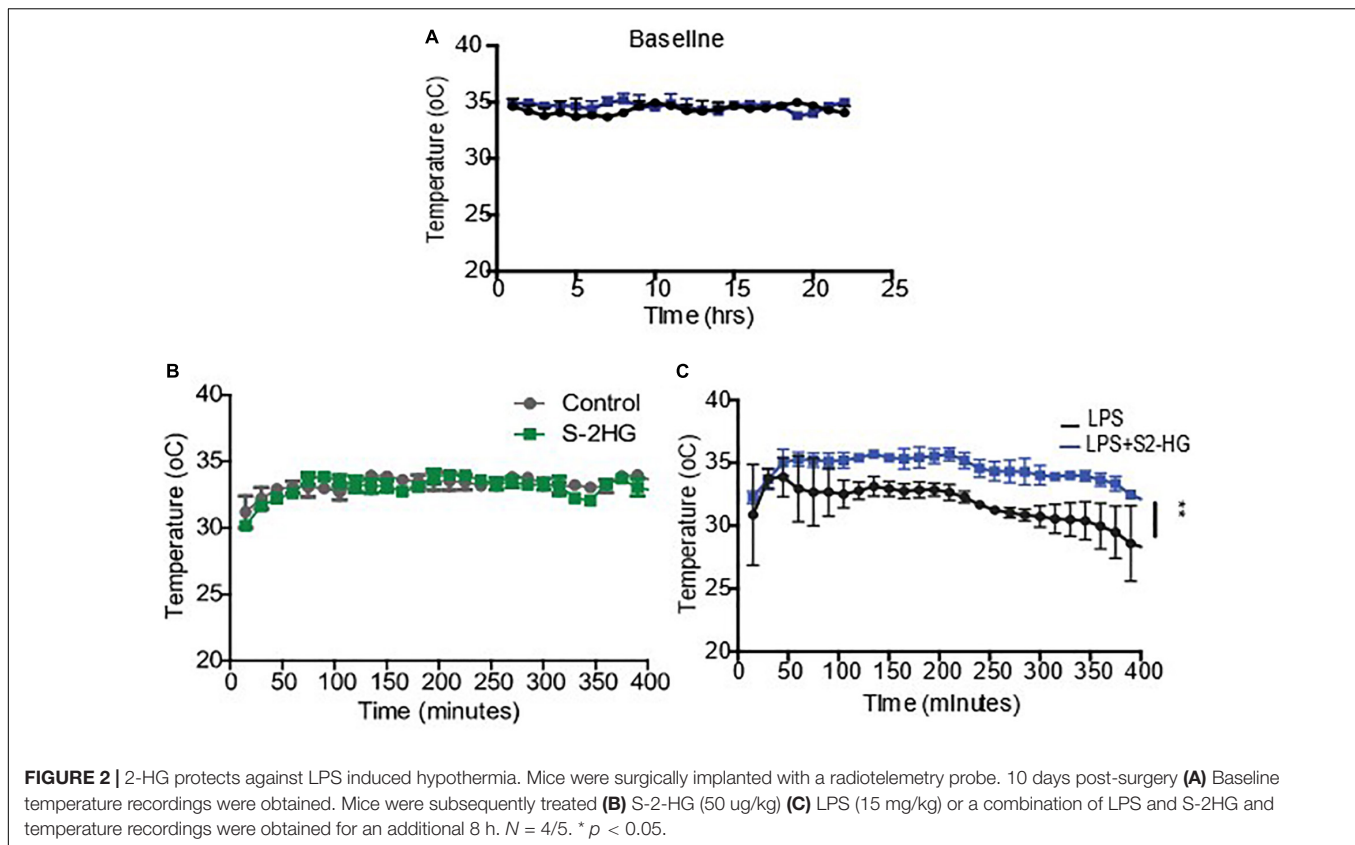 A
Baseline
40
35
30
25
20
Temperature (oC)
0 5 10 15 20 25
Time (hrs)
B
40
35
30
25
20
Temperature (oC)
Control
S-2HG
0 50 100 150 200 250 300 350 400
Time (minutes)
C
40
35
30
25
20
Temperature (oC)
LPS
LPS+S2-HG
**
0 50 100 150 200 250 300 350 400
Time (minutes)
FIGURE 2 | 2-HG protects against LPS induced hypothermia. Mice were surgically implanted with a radiotelemetry probe. 10 days post-surgery (A) Baseline
temperature recordings were obtained. Mice were subsequently treated (B) S-2-HG (50 ug/kg) (C) LPS (15 mg/kg) or a combination of LPS and S-2HG and
temperature recordings were obtained for an additional 8 h. N = 4/5. * p < 0.05.